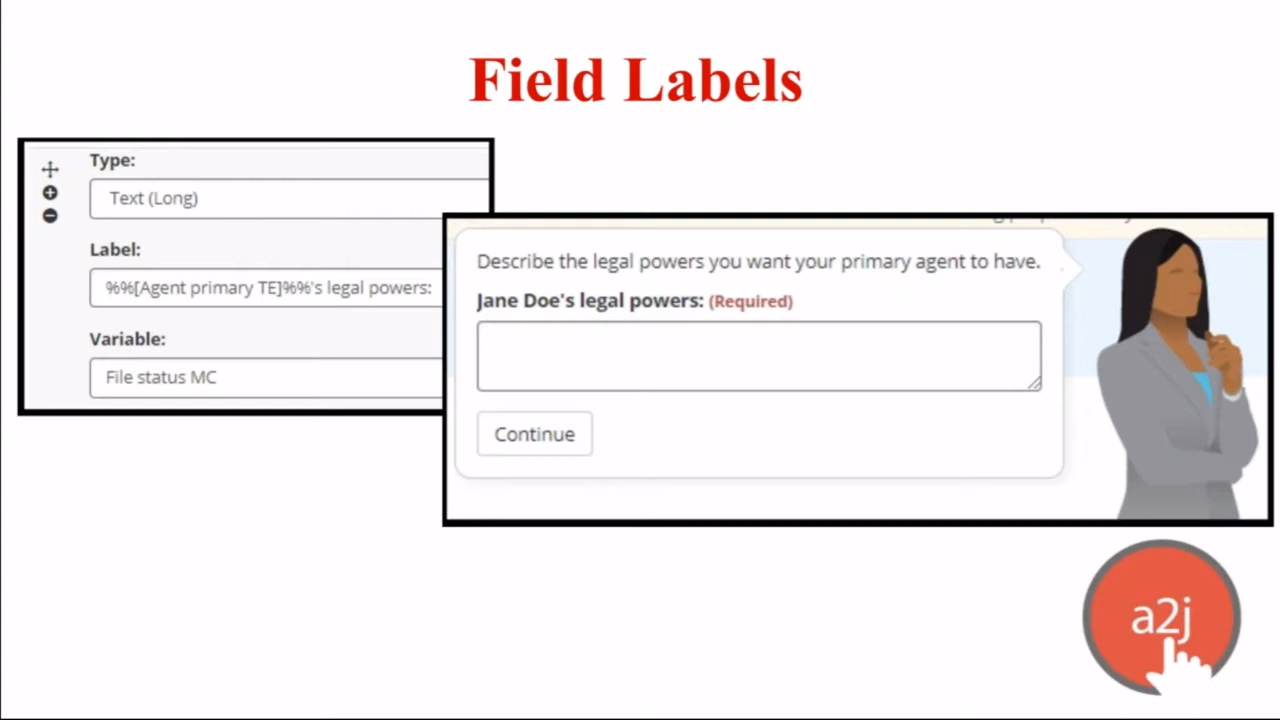 Field Labels
Type:
Text (Long)
Label:
%%[Agent primary TE]%%'s legal powers:
Variable:
File status MC
Describe the legal powers you want your primary agent to have.
Jane Doe's legal powers: (Required)
Continue
a2j